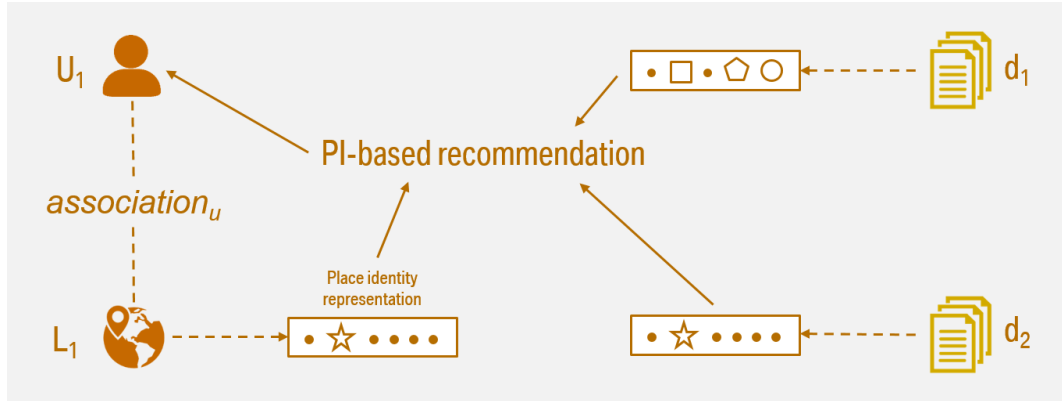 U1
d1
PI-based recommendation
associationu
Place identity
representation
L1
d2